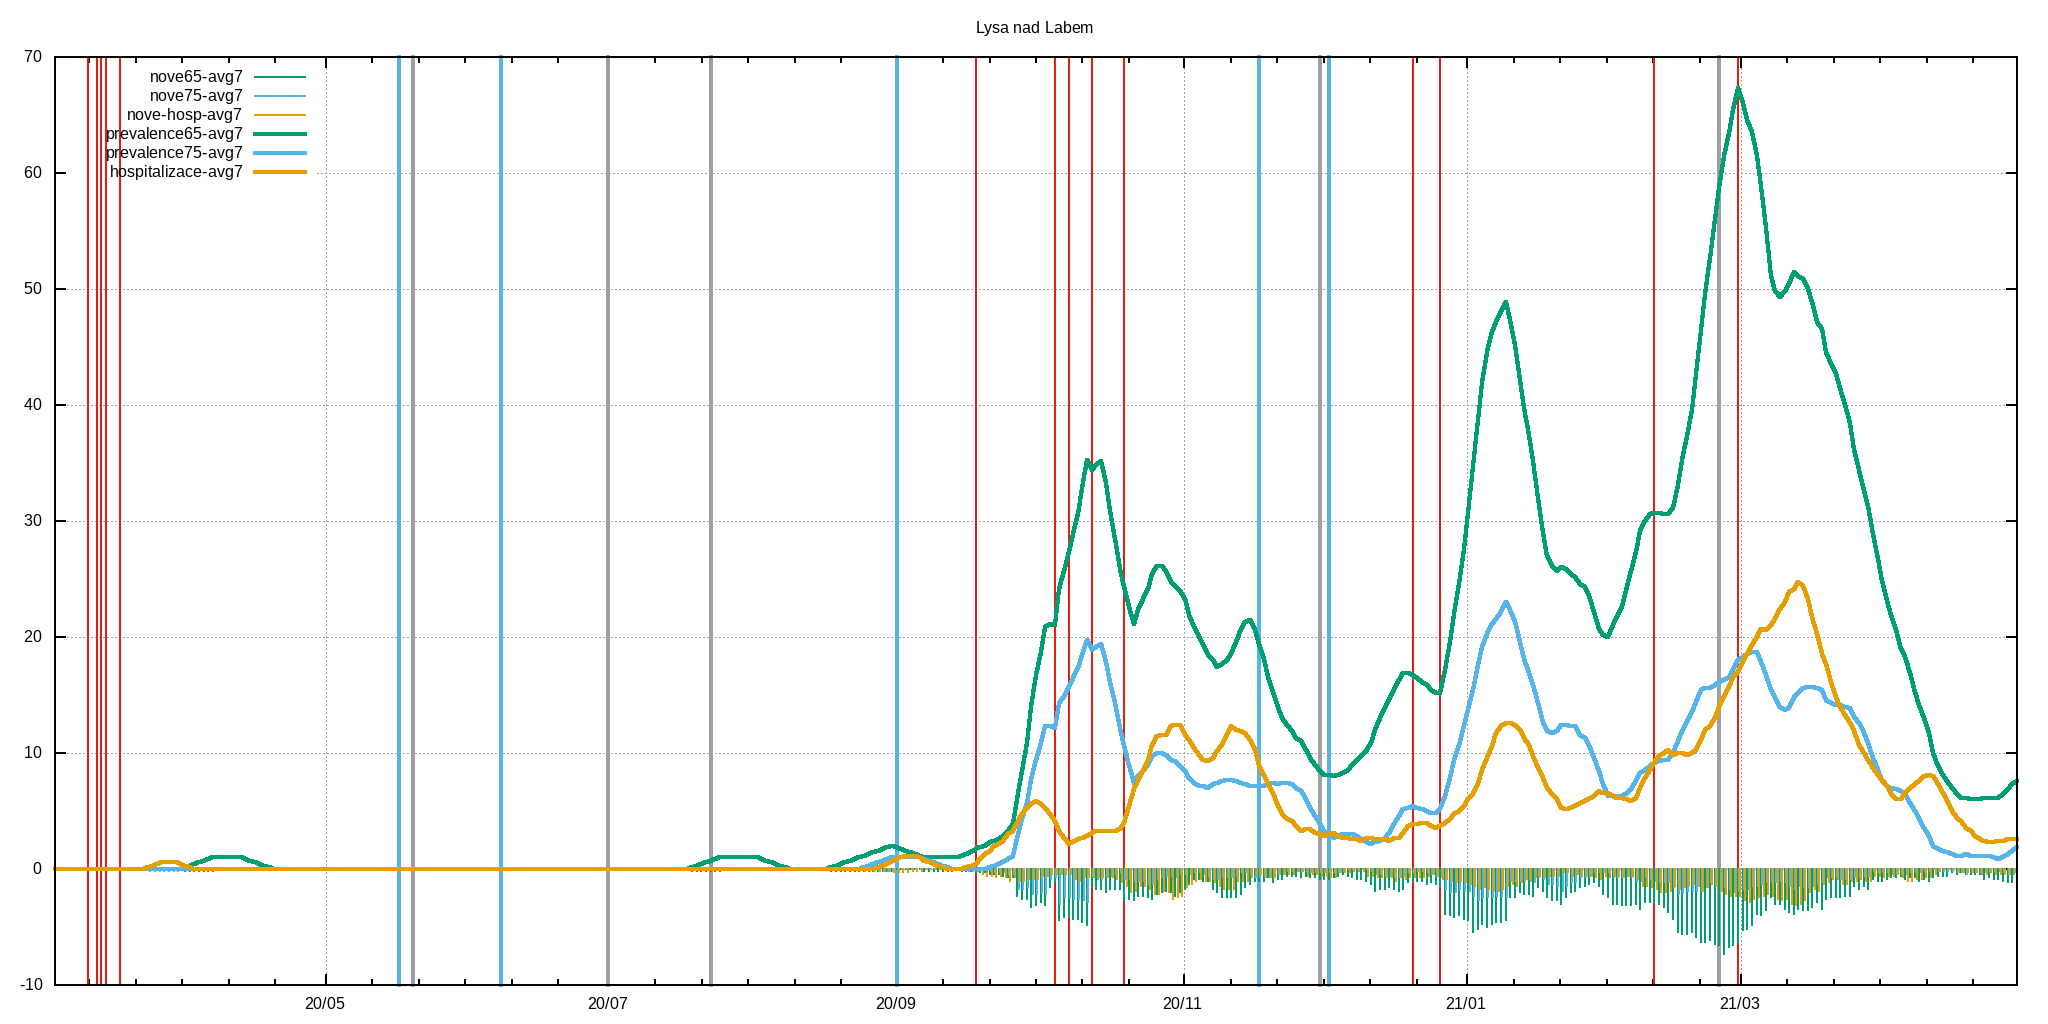 Lysa nad Labem
70
nove65-avg7
nove75-avg7
nove-hosp-avg7
prevalence65-avg7
prevalence75-avg7
hospitalizace-avg7
60
50
40
30
20
10
0
-10
20/05 20/07 20/09 20/11 21/01 21/03